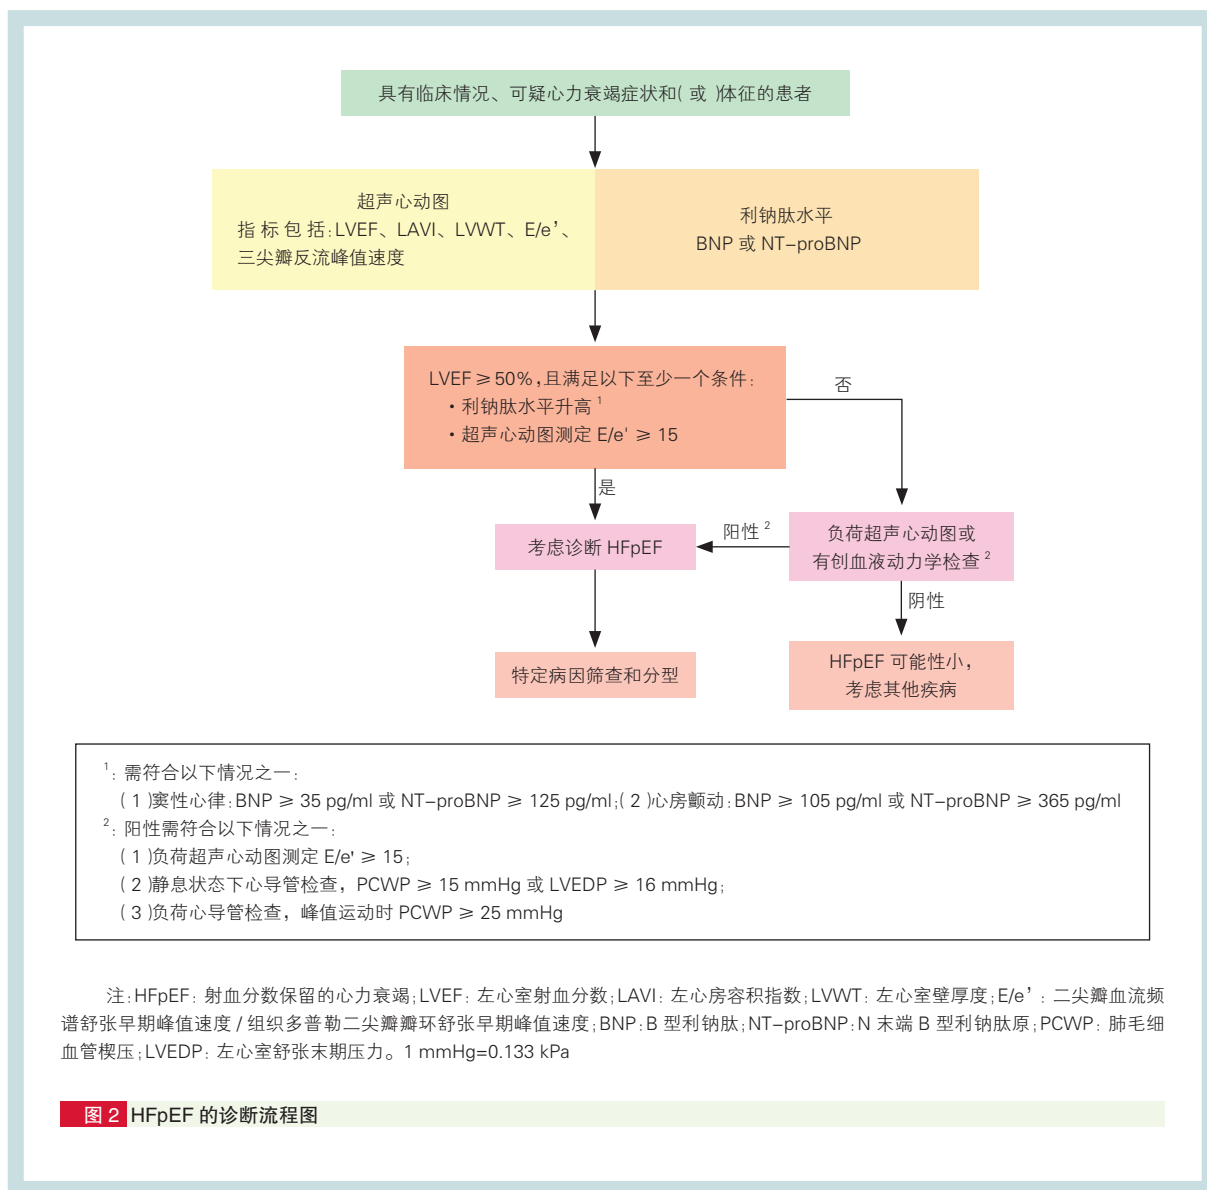 具有临床情况、可疑心力衰竭症状和(或)体征的患者
超声心动图
指标包括:LVEF、LAVI、LVWT、E/e’、
三尖瓣反流峰值速度
利钠肽水平
BNP 或 NT-proBNP
LVEF ≥ 50%,且满足以下至少一个条件:
• 利钠肽水平升高 1
• 超声心动图测定 E/e' ≥ 15
否
是
考虑诊断 HFpEF
阳性 2
负荷超声心动图或
有创血液动力学检查 2
阴性
特定病因筛查和分型
HFpEF 可能性小,
考虑其他疾病
1: 需符合以下情况之一:
(1)窦性心律:BNP ≥ 35 pg/ml 或 NT-proBNP ≥ 125 pg/ml;(2)心房颤动:BNP ≥ 105 pg/ml 或 NT-proBNP ≥ 365 pg/ml
2: 阳性需符合以下情况之一:
(1)负荷超声心动图测定 E/e' ≥ 15;
(2)静息状态下心导管检查，PCWP ≥ 15 mmHg 或 LVEDP ≥ 16 mmHg;
(3)负荷心导管检查，峰值运动时 PCWP ≥ 25 mmHg
注:HFpEF: 射血分数保留的心力衰竭;LVEF: 左心室射血分数;LAVI: 左心房容积指数;LVWT: 左心室壁厚度;E/e’: 二尖瓣血流频
谱舒张早期峰值速度 / 组织多普勒二尖瓣瓣环舒张早期峰值速度;BNP:B 型利钠肽;NT-proBNP:N 末端 B 型利钠肽原;PCWP: 肺毛细
血管楔压;LVEDP: 左心室舒张末期压力。1 mmHg=0.133 kPa
图 2 HFpEF 的诊断流程图